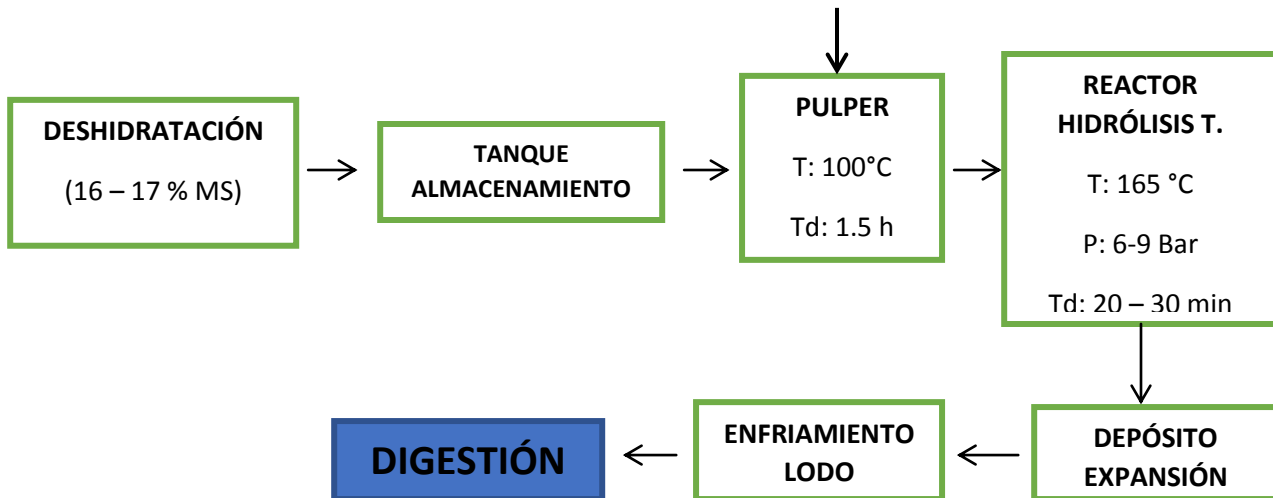 DESHIDRATACIÓN
(16 – 17 % MS)
TANQUE
ALMACENAMIENTO
PULPER
T: 100°C
Td: 1.5 h
REACTOR
HIDRÓLISIS T.
T: 165 °C
P: 6-9 Bar
Td: 20 – 30 min
DEPÓSITO
EXPANSIÓN
ENFRIAMIENTO
LODO
DIGESTIÓN